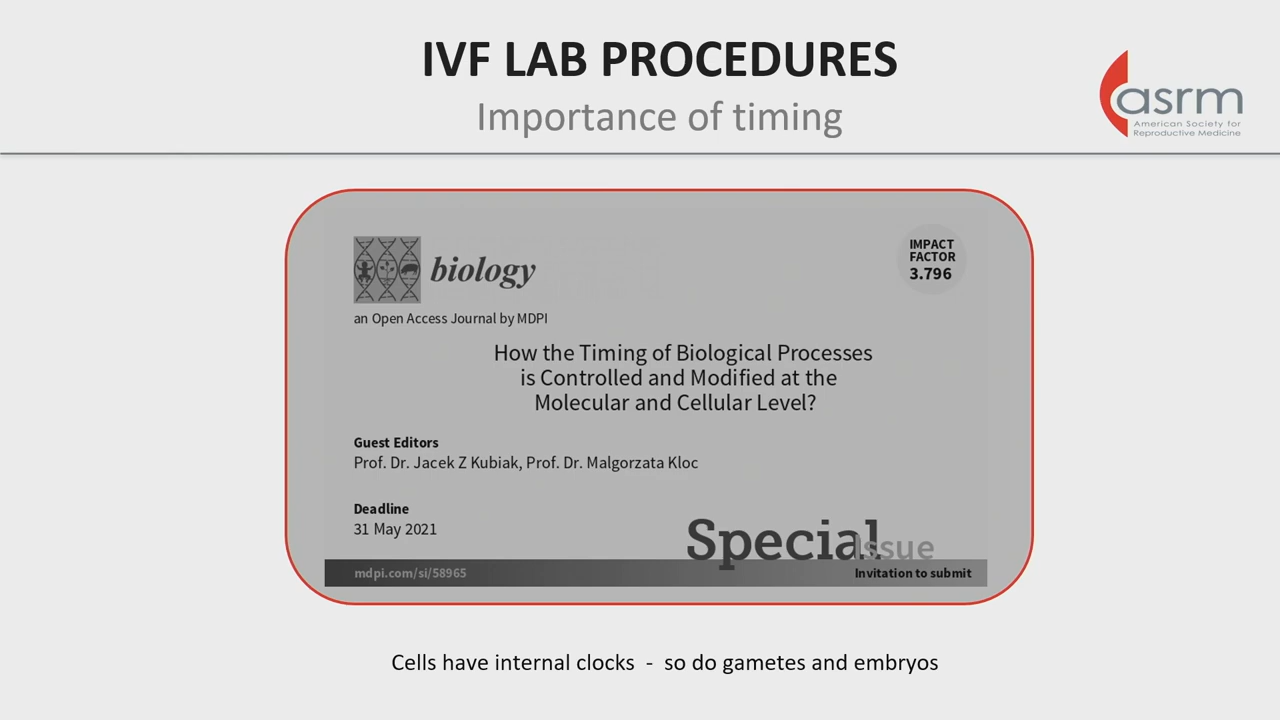 IVF LAB PROCEDURES
Importance of timing
asrm
American Society for
Reproductive Medicine
biology
IMPACT
FACTOR
3.796
an Open Access Journal by MDPI
How the Timing of Biological Processes
is Controlled and Modified at the
Molecular and Cellular Level?
Guest Editors
Prof. Dr. Jacek Z Kubiak, Prof. Dr. Malgorzata Kloc
Deadline
31 May 2021
Special Issue
mdpi.com/si/58965
Invitation to submit
Cells have internal clocks - so do gametes and embryos